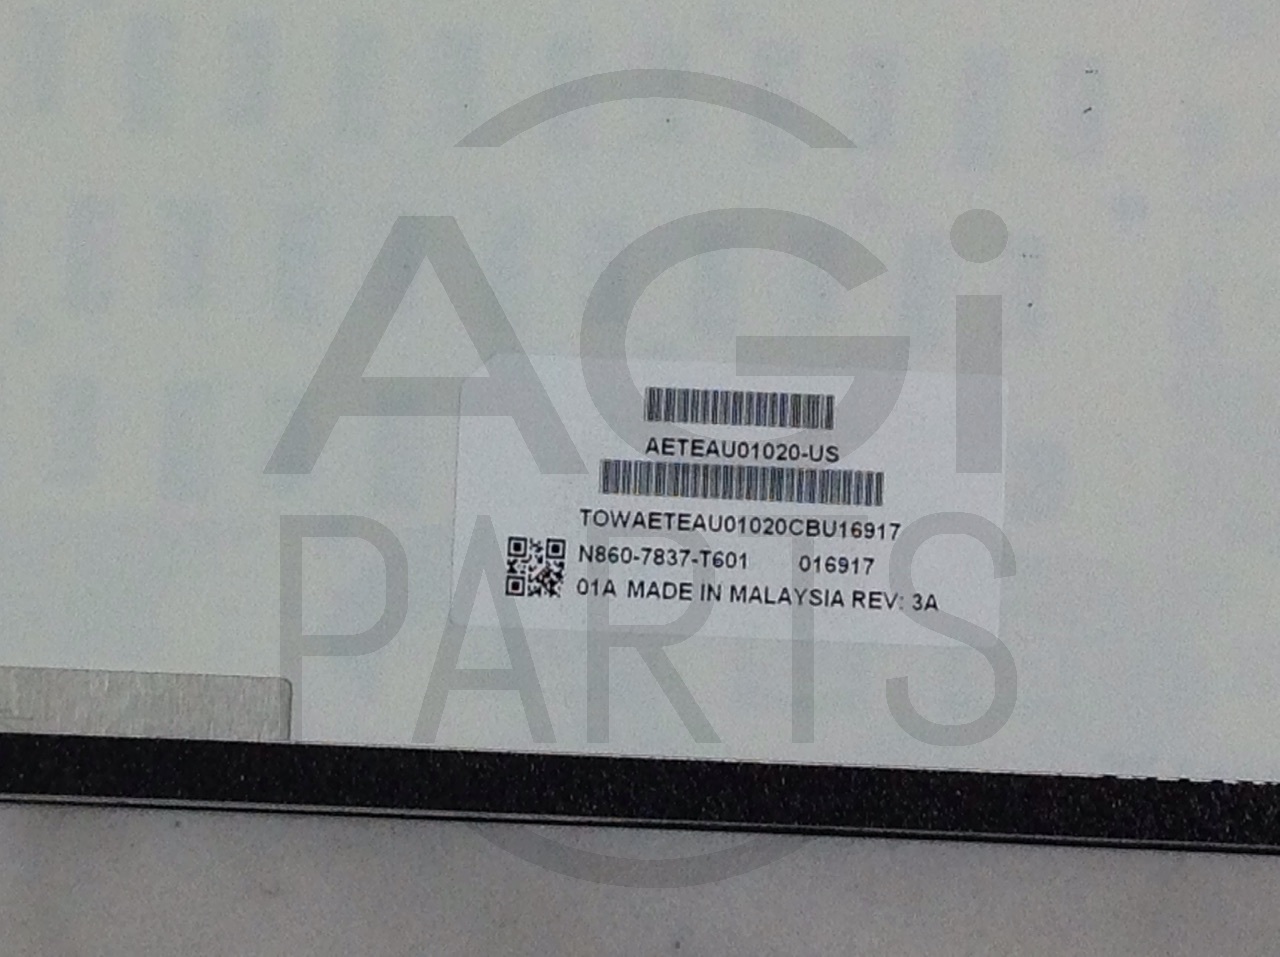 AGi
PARTS
AETEAU01020-US
TOWAETEAU01020CBU16917
N860-7837-T601 016917
01A MADE IN MALAYSIA REV: 3A